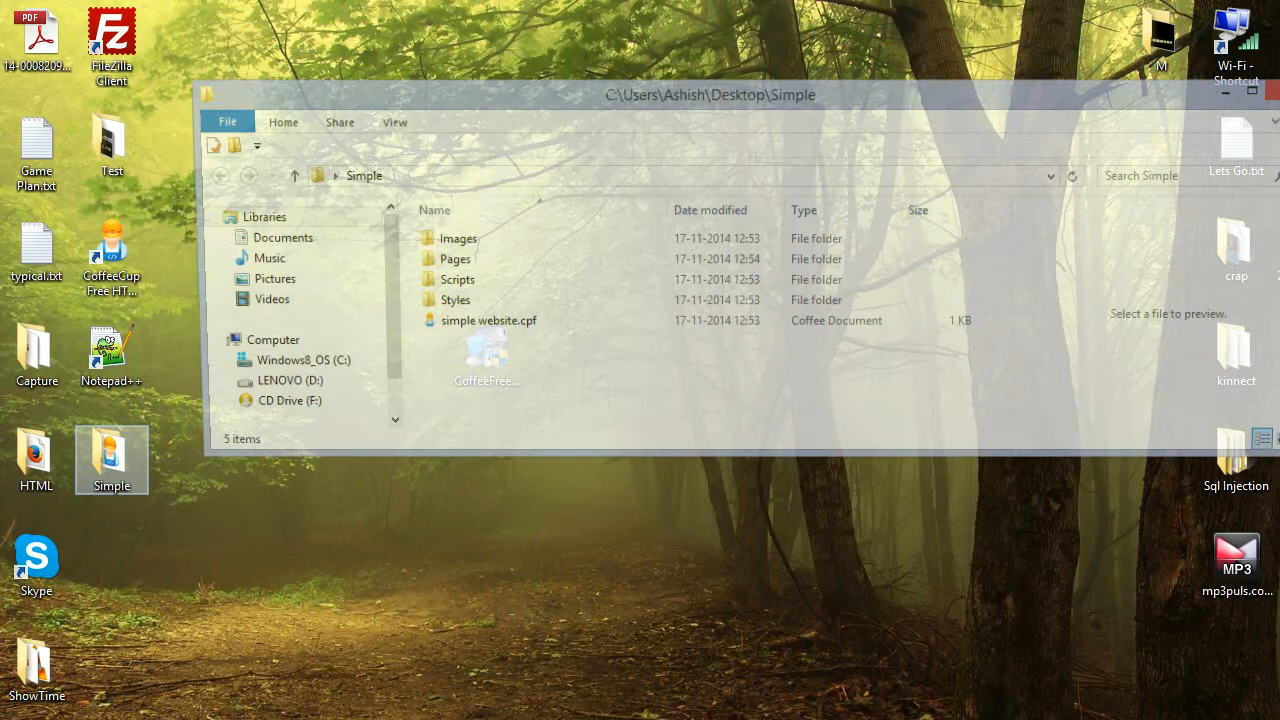 PDF
14-0008209...
FileZilla
Client
Game
Plan.txt
Test
typical.txt
CoffeeCup
Free HT...
Capture
Notepad++
HTML
Simple
Skype
ShowTime
C:\Users\Ashish\Desktop\Simple
File Home Share View
Simple
Search Simple
Libraries
Documents
Music
Pictures
Videos
Computer
Windows8_OS (C:)
LENOVO (D:)
CD Drive (F:)
5 items
Name Date modified Type Size
Images 17-11-2014 12:53 File folder
Pages 17-11-2014 12:54 File folder
Scripts 17-11-2014 12:53 File folder
Styles 17-11-2014 12:53 File folder
simple website.cpf 17-11-2014 12:53 Coffee Document 1 KB
CoffeeFree...
Select a file to preview.
M
Wi-Fi -
Shortcut
Lets Go.txt
crap
kinnect
Sql Injection
MP3
mp3puls.co...